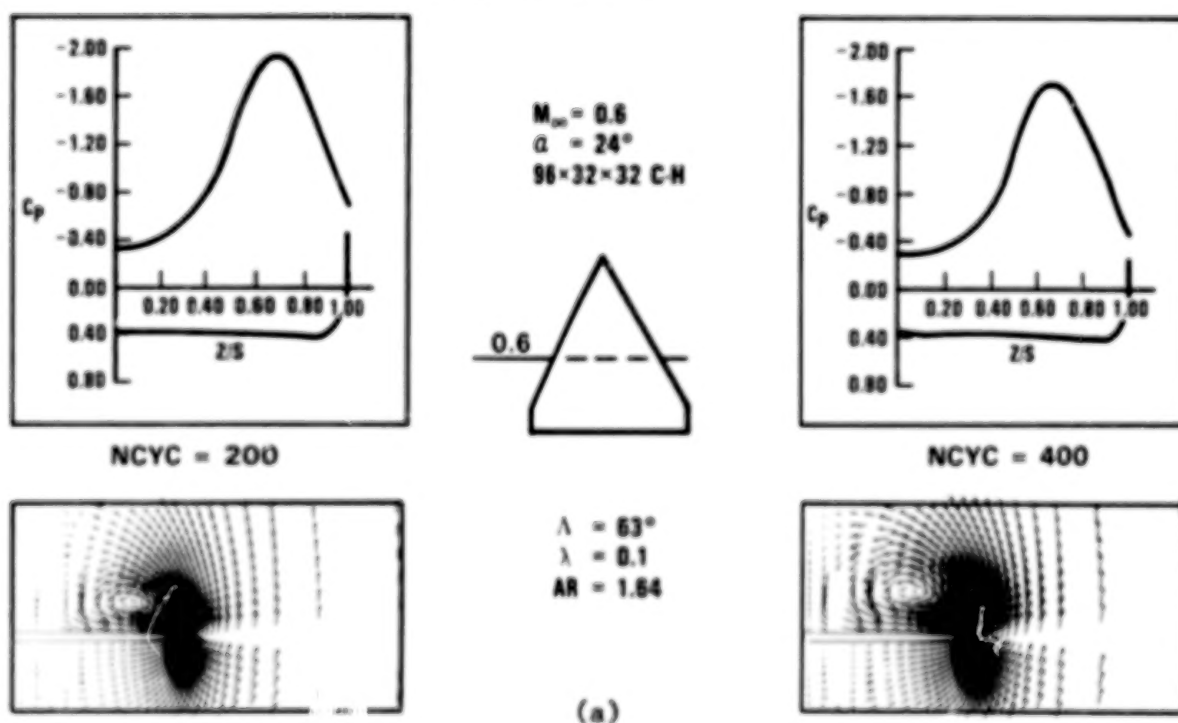 -2.00
-1.60
-1.20
-0.80
-0.40
0.00
0.40
0.80
Cp
0.20 0.40 0.60 0.80 1.00
Z/S
NCYC = 200
M∞ = 0.6
α = 24°
96×32×32 C-H
0.6
Λ = 63°
λ = 0.1
AR = 1.64
(a)
-2.00
-1.60
-1.20
-0.80
-0.40
0.00
0.40
0.80
Cp
0.20 0.40 0.60 0.80 1.00
Z/S
NCYC = 400